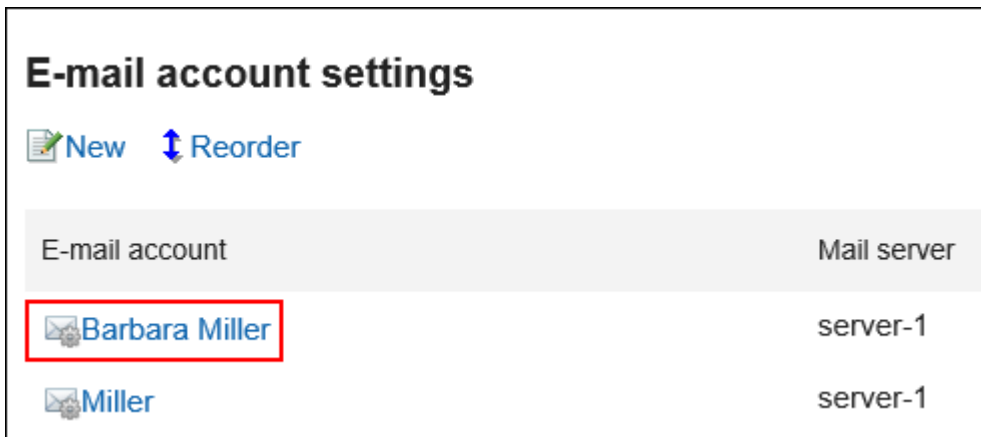 E-mail account settings
New Reorder
E-mail account Mail server
Barbara Miller server-1
Miller server-1